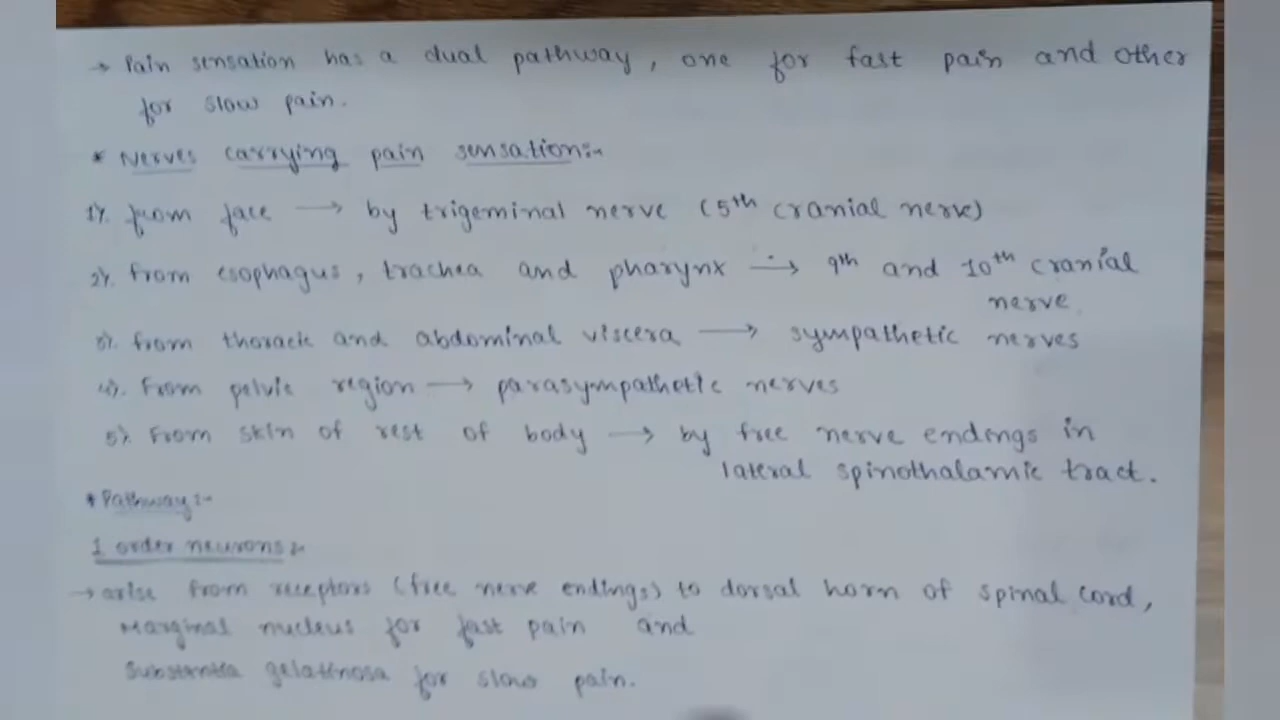 → Pain sensation has a dual pathway, one for fast pain and other
for slow pain.
* Nerves carrying pain sensation:-
1). from face → by trigeminal nerve (5th cranial nerve)
2). from esophagus, trachea and pharynx → 9th and 10th cranial
nerve.
3). from thorack and abdominal viscera → sympathetic nerves
4). From pelvic region → parasympathetic nerves
5). From skin of rest of body → by free nerve endings in
lateral spinothalamic tract.
* Pathway:-
1 order neurons:-
→ arise from receptors (free nerve endings) to dorsal horn of spinal cord,
Marginal nucleus for fast pain and
Substantia gelatinosa for slow pain.